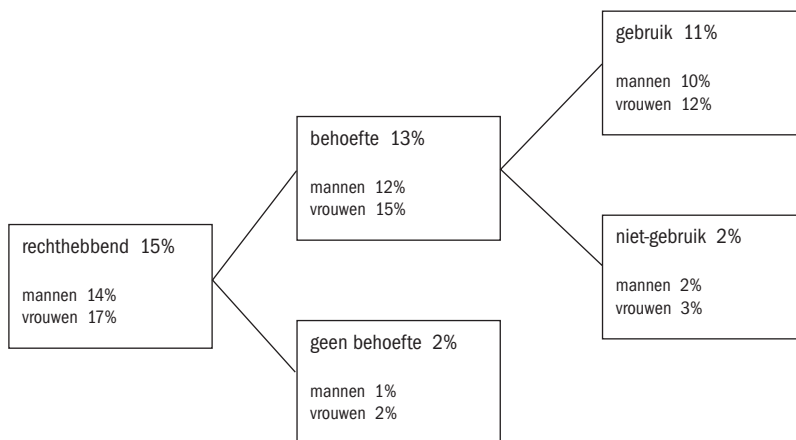 rechthebbend 15%
mannen 14%
vrouwen 17%
behoefte 13%
mannen 12%
vrouwen 15%
geen behoefte 2%
mannen 1%
vrouwen 2%
gebruik 11%
mannen 10%
vrouwen 12%
niet-gebruik 2%
mannen 2%
vrouwen 3%